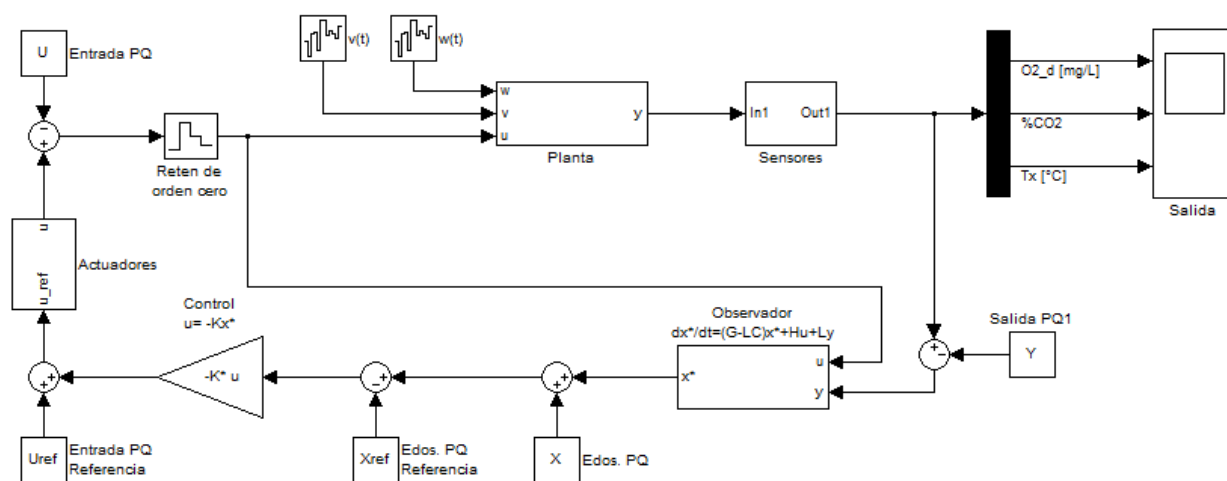 U
Entrada PQ
v(t)
w(t)
w
v
u
y
Planta
In1
Out1
Sensores
O2_d [mg/L]
%CO2
Tx [°C]
Salida
Reten de
orden cero
u
u_ref
Actuadores
Control
u= -Kx*
-K* u
Observador
dx*/dt=(G-LC)x*+Hu+Ly
x*
u
y
Salida PQ1
Y
Uref
Entrada PQ
Referencia
Xref
Edos. PQ
Referencia
X
Edos. PQ